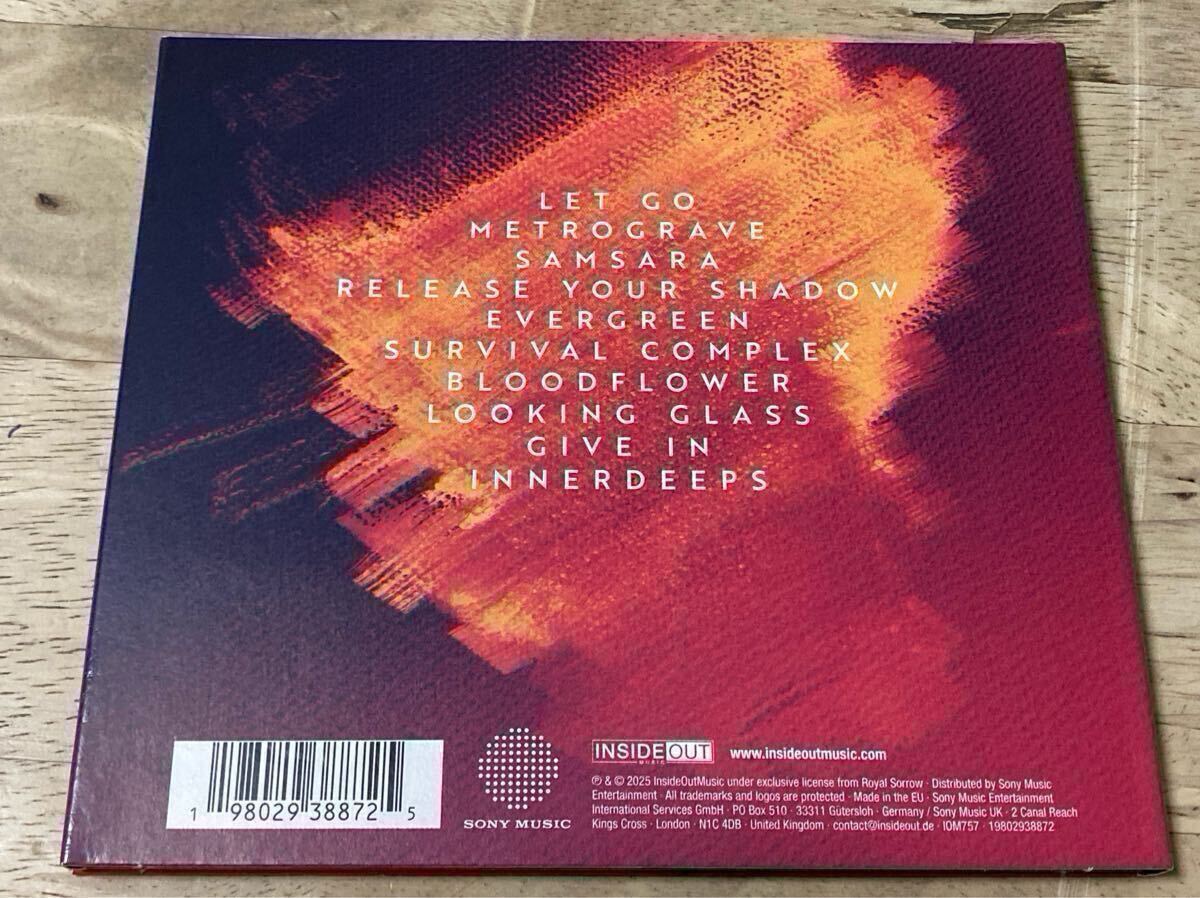 LET GO
METROGRAVE
SAMSARA
RELEASE YOUR SHADOW
EVERGREEN
SURVIVAL COMPLEX
BLOODFLOWER
LOOKING GLASS
GIVE IN
INNERDEEPS
1 98029 38872 5
SONY MUSIC
INSIDEOUT
MUSIC
www.insideoutmusic.com
℗ & © 2025 InsideOutMusic under exclusive license from Royal Sorrow · Distributed by Sony Music
Entertainment · All trademarks and logos are protected · Made in the EU · Sony Music Entertainment
International Services GmbH · PO Box 510 · 33311 Gütersloh · Germany / Sony Music UK · 2 Canal Reach
Kings Cross · London · N1C 4DB · United Kingdom · contact@insideout.de · IOM757 · 19802938872